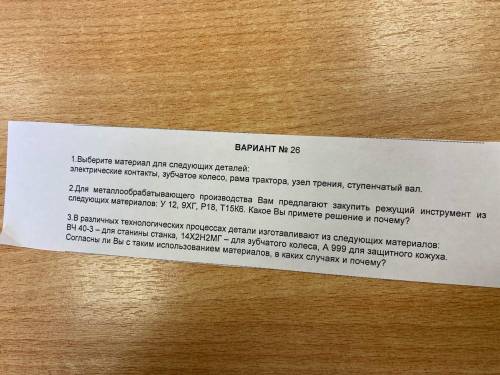 ВАРИАНТ № 26
1.Выберите материал для следующих деталей:
электрические контакты, зубчатое колесо, рама трактора, узел трения, ступенчатый вал.
2.Для металлообрабатывающего производства Вам предлагают закупить режущий инструмент из
следующих материалов: У 12, 9ХГ, Р18, Т15К6. Какое Вы примете решение и почему?
3.В различных технологических процессах детали изготавливают из следующих материалов:
ВЧ 40-3 – для станины станка, 14Х2Н2МГ – для зубчатого колеса, А 999 для защитного кожуха.
Согласны ли Вы с таким использованием материалов, в каких случаях и почему?